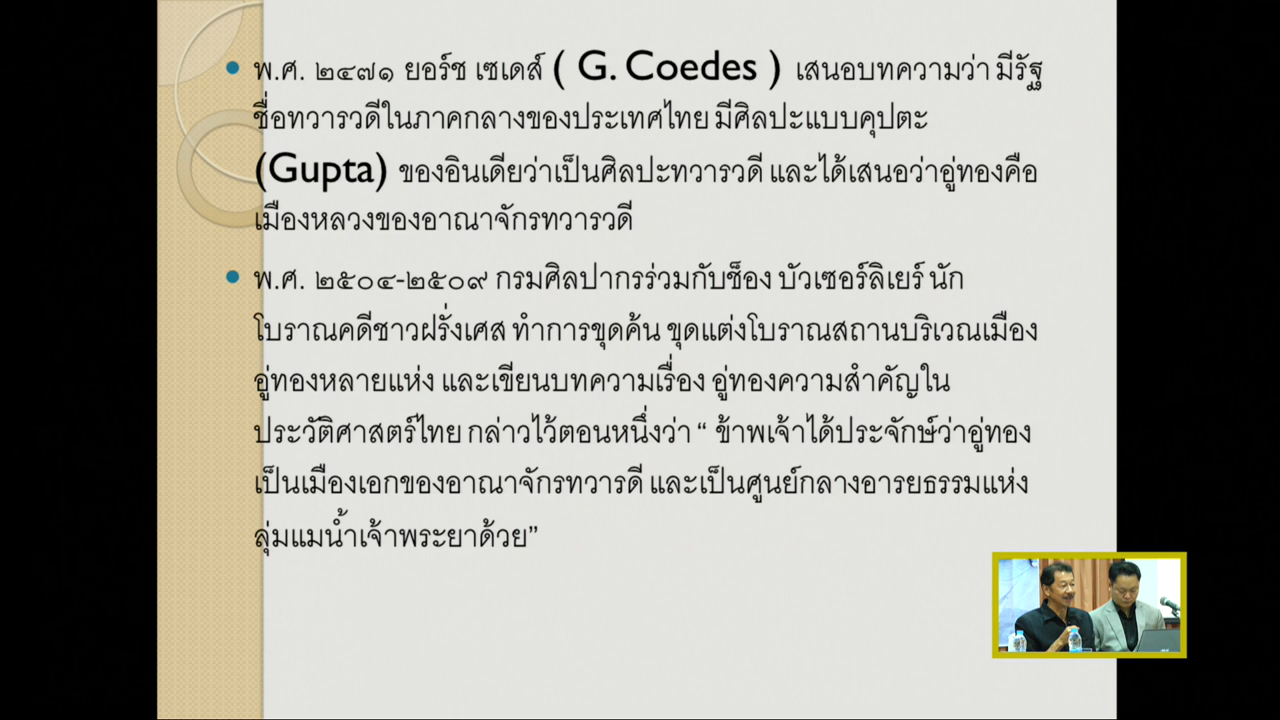 พ.ศ. ๒๔๗๑ ยอร์ช เซเดส์ ( G. Coedes ) เสนอบทความว่า มีรัฐ
ชื่อทวารวดีในภาคกลางของประเทศไทย มีศิลปะแบบคุปตะ
(Gupta) ของอินเดียว่าเป็นศิลปะทวารวดี และได้เสนอว่าอู่ทองคือ
เมืองหลวงของอาณาจักรทวารวดี
พ.ศ. ๒๕๐๔-๒๕๐๙ กรมศิลปากรร่วมกับช็อง บัวเซอร์ลิเยร์ นัก
โบราณคดีชาวฝรั่งเศส ทำการขุดค้น ขุดแต่งโบราณสถานบริเวณเมือง
อู่ทองหลายแห่ง และเขียนบทความเรื่อง อู่ทองความสำคัญใน
ประวัติศาสตร์ไทย กล่าวไว้ตอนหนึ่งว่า “ ข้าพเจ้าได้ประจักษ์ว่าอู่ทอง
เป็นเมืองเอกของอาณาจักรทวารดี และเป็นศูนย์กลางอารยธรรมแห่ง
ลุ่มแมน้ำเจ้าพระยาด้วย”